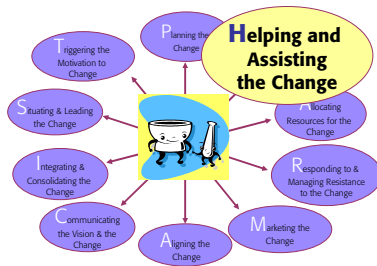 Planning the
Change
Helping and
Assisting
the Change
Triggering the
Motivation to
Change
Allocating
Resources for the
Change
Situating & Leading
the Change
Integrating &
Consolidating the
Change
Responding to &
Managing Resistance
to the Change
Communicating
the Vision & the
Change
Aligning the
Change
Marketing the
Change